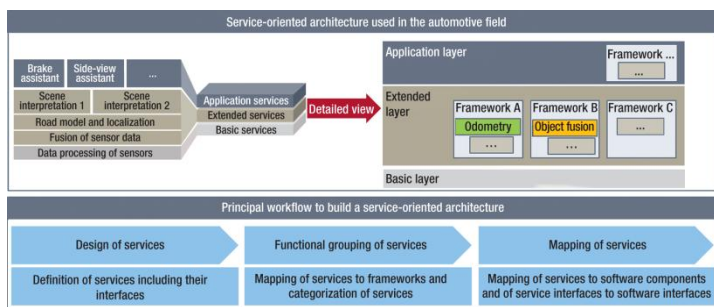 Service-oriented architecture used in the automotive field
Brake
assistant
Side-view
assistant
...
Scene
interpretation 1
Scene
interpretation 2
Road model and localization
Fusion of sensor data
Data processing of sensors
Application services
Extended services
Basic services
Detailed view
Application layer
Framework ...
...
Extended
layer
Framework A
Odometry
...
Framework B
Object fusion
...
Framework C
...
Basic layer
Principal workflow to build a service-oriented architecture
Design of services
Functional grouping of services
Mapping of services
Definition of services including their
interfaces
Mapping of services to frameworks and
categorization of services
Mapping of services to software components
and of service interfaces to software interfaces